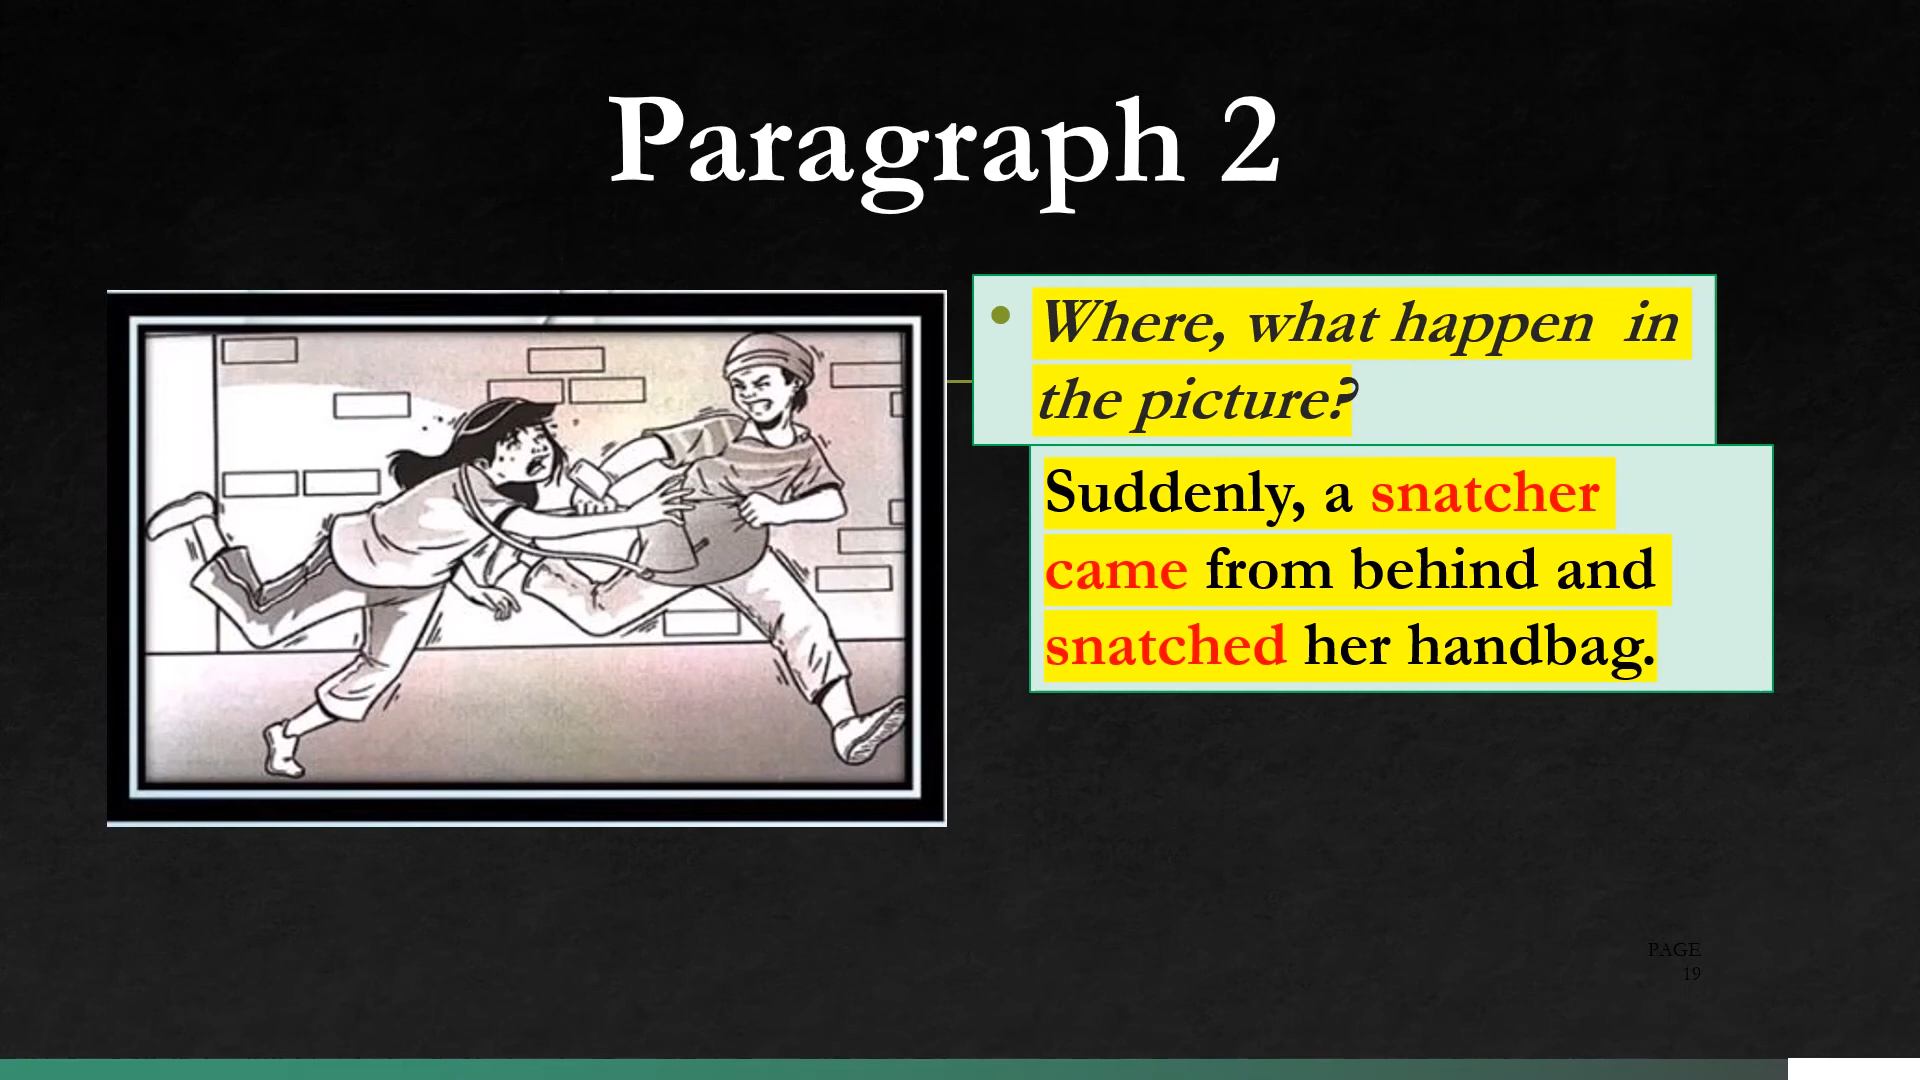 Paragraph 2
Where, what happen  in
the picture?
Suddenly, a snatcher
came from behind and
snatched her handbag.
PAGE
19